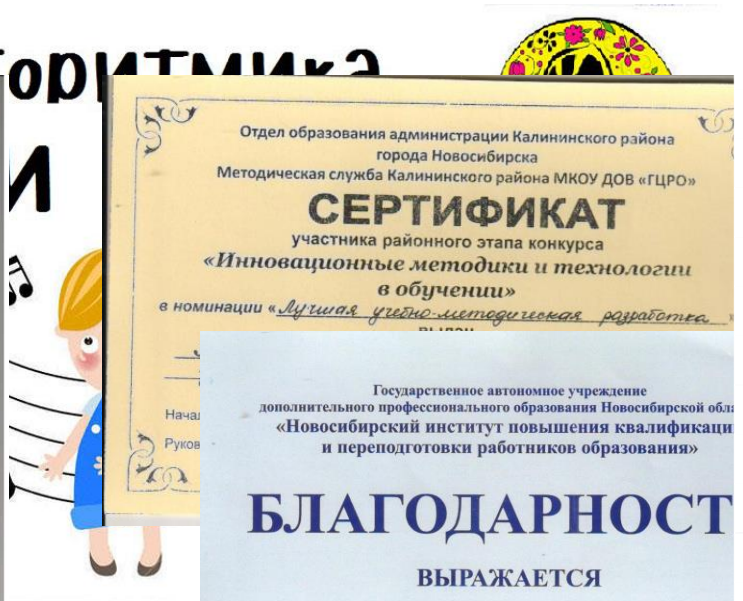 оритмика
и
Отдел образования администрации Калининского района
города Новосибирска
Методическая служба Калининского района МКОУ ДОВ «ГЦРО»
СЕРТИФИКАТ
участника районного этапа конкурса
«Инновационные методики и технологии
в обучении»
в номинации «Лучшая учебно-методическая разработка»
Начал
Руков
Государственное автономное учреждение
дополнительного профессионального образования Новосибирской обла
«Новосибирский институт повышения квалификаци
и переподготовки работников образования»
БЛАГОДАРНОСТ
ВЫРАЖАЕТСЯ